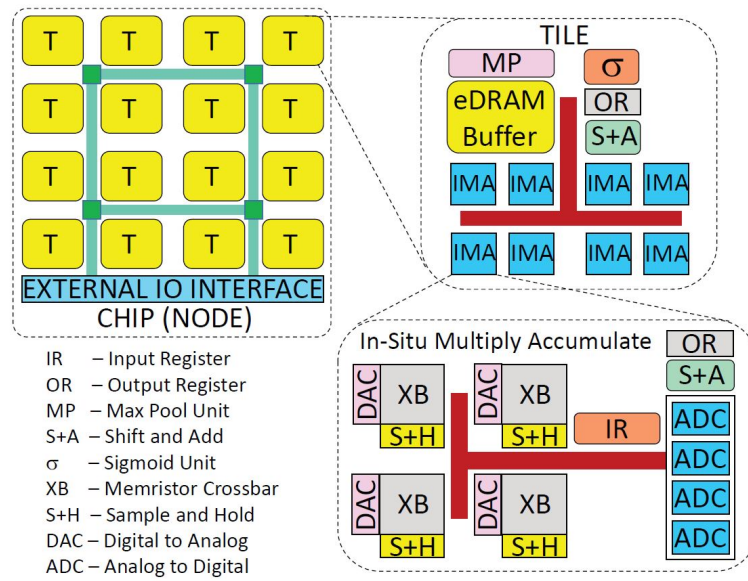 T T T T
T T T T
T T T T
T T T T
EXTERNAL IO INTERFACE
CHIP (NODE)
TILE
MP
σ
eDRAM
Buffer
OR
S+A
IMA IMA IMA IMA
IMA IMA IMA IMA
IR – Input Register
OR – Output Register
MP – Max Pool Unit
S+A – Shift and Add
σ – Sigmoid Unit
XB – Memristor Crossbar
S+H – Sample and Hold
DAC – Digital to Analog
ADC – Analog to Digital
In-Situ Multiply Accumulate
OR
S+A
DAC XB DAC XB
S+H S+H
IR
DAC XB DAC XB
S+H S+H
ADC
ADC
ADC
ADC